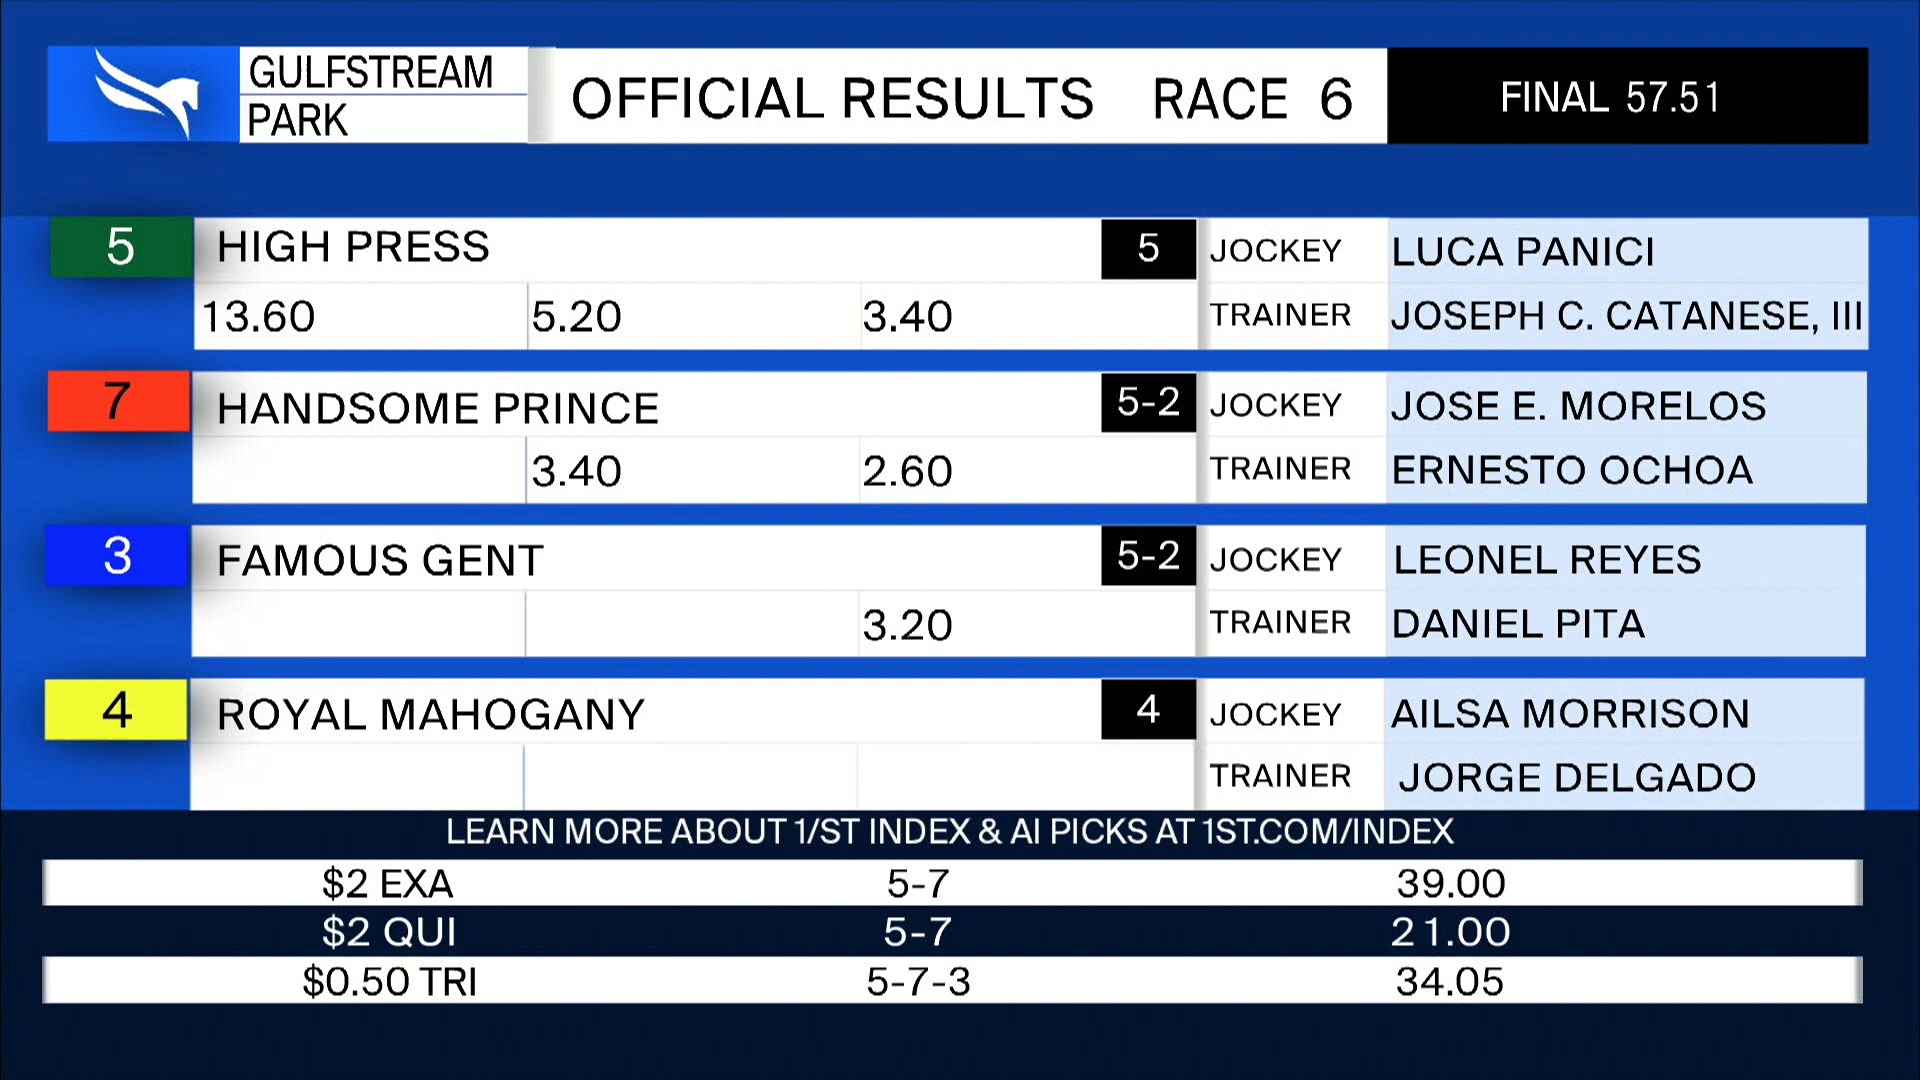 GULFSTREAM
PARK
OFFICIAL RESULTS RACE 6
FINAL 57.51
5 HIGH PRESS 5 JOCKEY LUCA PANICI
13.60 5.20 3.40 TRAINER JOSEPH C. CATANESE, III
7 HANDSOME PRINCE 5-2 JOCKEY JOSE E. MORELOS
3.40 2.60 TRAINER ERNESTO OCHOA
3 FAMOUS GENT 5-2 JOCKEY LEONEL REYES
3.20 TRAINER DANIEL PITA
4 ROYAL MAHOGANY 4 JOCKEY AILSA MORRISON
TRAINER JORGE DELGADO
LEARN MORE ABOUT 1/ST INDEX & AI PICKS AT 1ST.COM/INDEX
$2 EXA 5-7 39.00
$2 QUI 5-7 21.00
$0.50 TRI 5-7-3 34.05